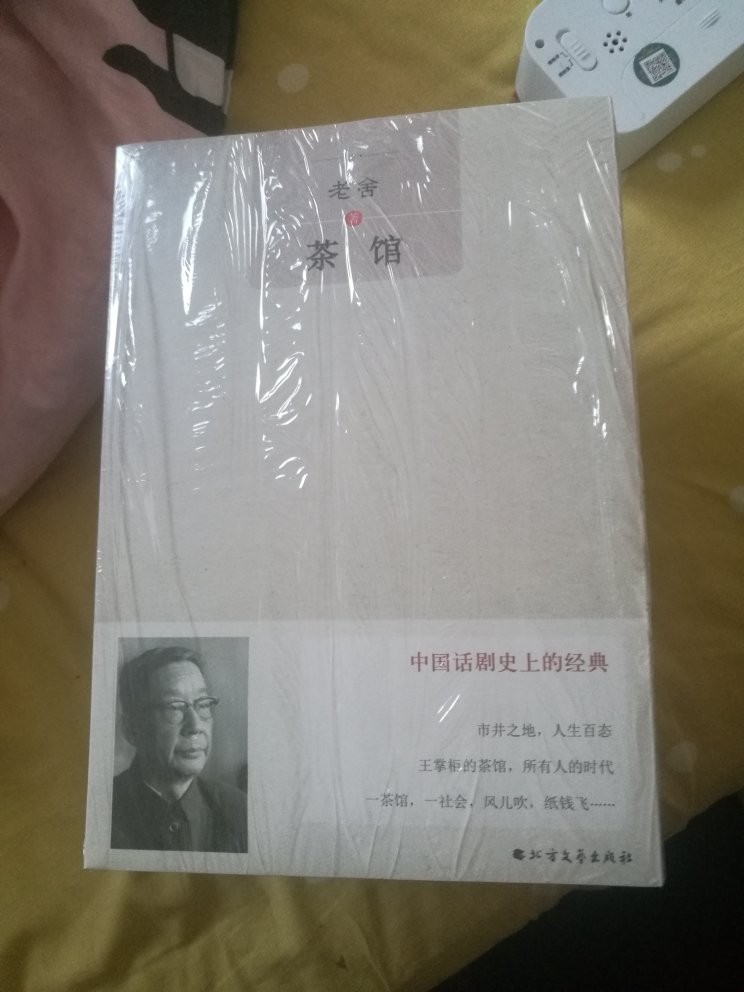 老舍
著
茶馆
中国话剧史上的经典
市井之地，人生百态
王掌柜的茶馆，所有人的时代
一茶馆，一社会，风儿吹，纸钱飞……
北方文艺出版社